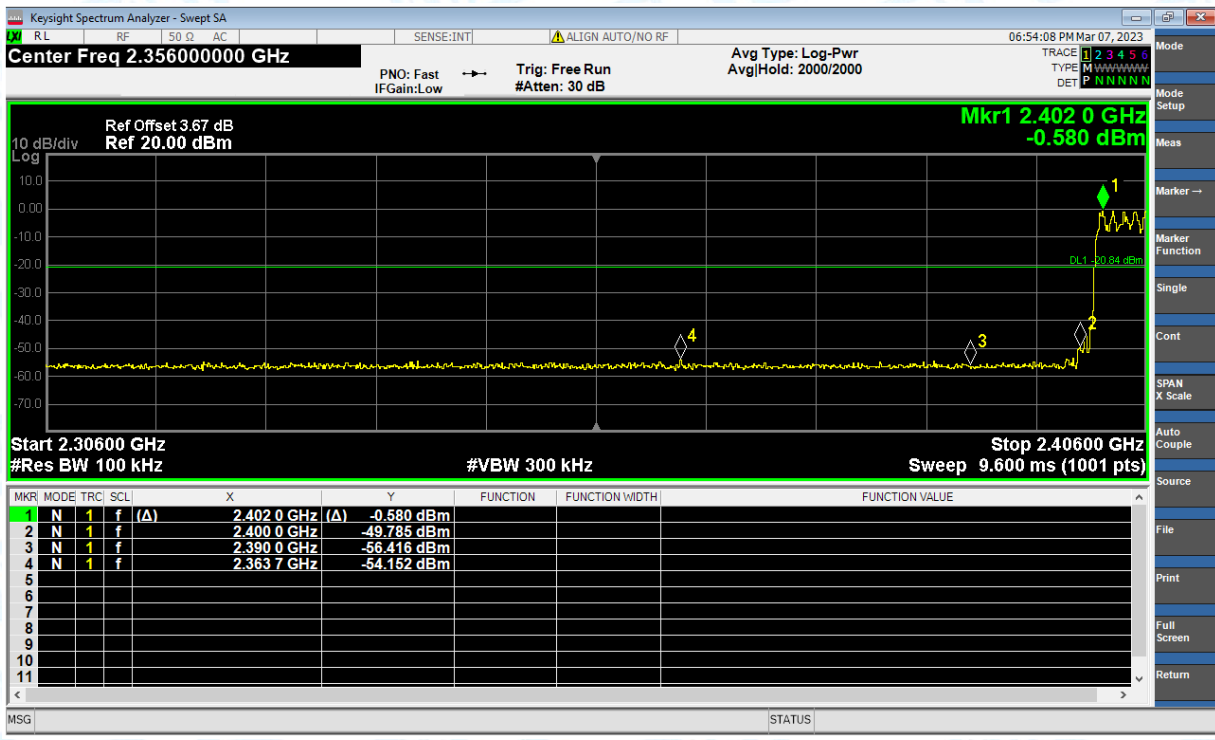 Keysight Spectrum Analyzer - Swept SA
LXI RL RF 50 Ω AC SENSE:INT ALIGN AUTO/NO RF 06:54:08 PM Mar 07, 2023
Center Freq 2.356000000 GHz
PNO: Fast
IFGain:Low
Trig: Free Run
#Atten: 30 dB
Avg Type: Log-Pwr
Avg|Hold: 2000/2000
TRACE 1 2 3 4 5 6
TYPE M W W W W W
DET P N N N N N
Ref Offset 3.67 dB
10 dB/div Ref 20.00 dBm
Log
Mkr1 2.402 0 GHz
-0.580 dBm
10.0
0.00
-10.0
-20.0
-30.0
-40.0
-50.0
-60.0
-70.0
1
DL1 -20.84 dBm
2
3
4
Start 2.30600 GHz Stop 2.40600 GHz
#Res BW 100 kHz #VBW 300 kHz Sweep 9.600 ms (1001 pts)
MKR MODE TRC SCL X Y FUNCTION FUNCTION WIDTH FUNCTION VALUE
1 N 1 f (Δ) 2.402 0 GHz (Δ) -0.580 dBm
2 N 1 f 2.400 0 GHz -49.785 dBm
3 N 1 f 2.390 0 GHz -56.416 dBm
4 N 1 f 2.363 7 GHz -54.152 dBm
5
6
7
8
9
10
11
MSG STATUS
Mode
Mode
Setup
Meas
Marker →
Marker
Function
Single
Cont
SPAN
X Scale
Auto
Couple
Source
File
Print
Full
Screen
Return